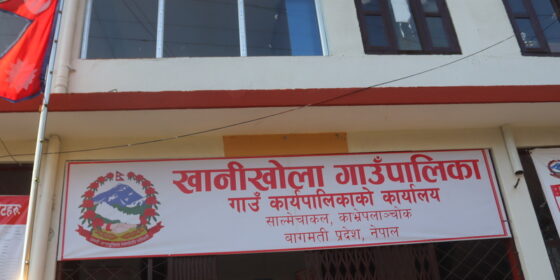 खानीखोला गाउँपालिका
गाउँ कार्यपालिकाको कार्यालय
साल्मेचाकल, काभ्रेपलाञ्चोक
बागमती प्रदेश, नेपाल